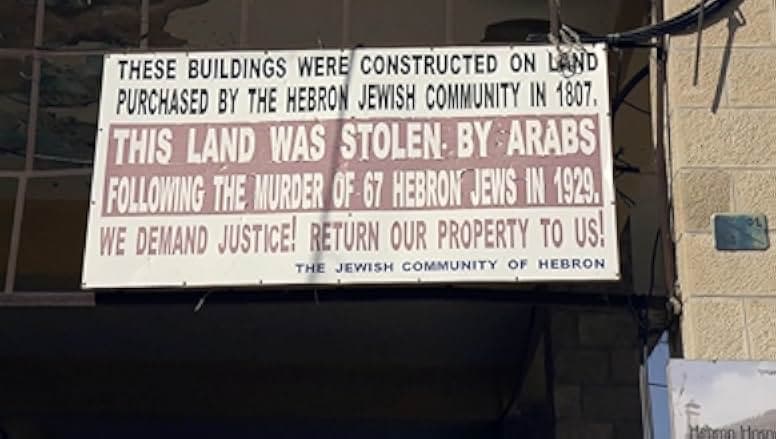 THESE BUILDINGS WERE CONSTRUCTED ON LAND
PURCHASED BY THE HEBRON JEWISH COMMUNITY IN 1807.
THIS LAND WAS STOLEN BY ARABS
FOLLOWING THE MURDER OF 67 HEBRON JEWS IN 1929.
WE DEMAND JUSTICE! RETURN OUR PROPERTY TO US!
THE JEWISH COMMUNITY OF HEBRON
Hebron